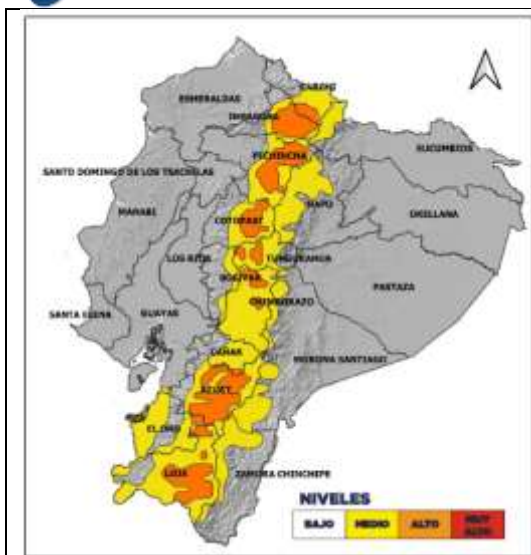 CARCHI
ESMERALDAS
IMBABURA
PICHINCHA
SUCUMBIOS
SANTO DOMINGO DE LOS TSACHILAS
NAPO
ORELLANA
MANABI
COTOPAXI
LOS RIOS
TUNGURAHUA
BOLIVAR
PASTAZA
CHIMBORAZO
SANTA ELENA
GUAYAS
CAÑAR
MORONA SANTIAGO
AZUAY
EL ORO
LOJA
ZAMORA CHINCHIPE
NIVELES
BAJO
MEDIO
ALTO
MUY
ALTO